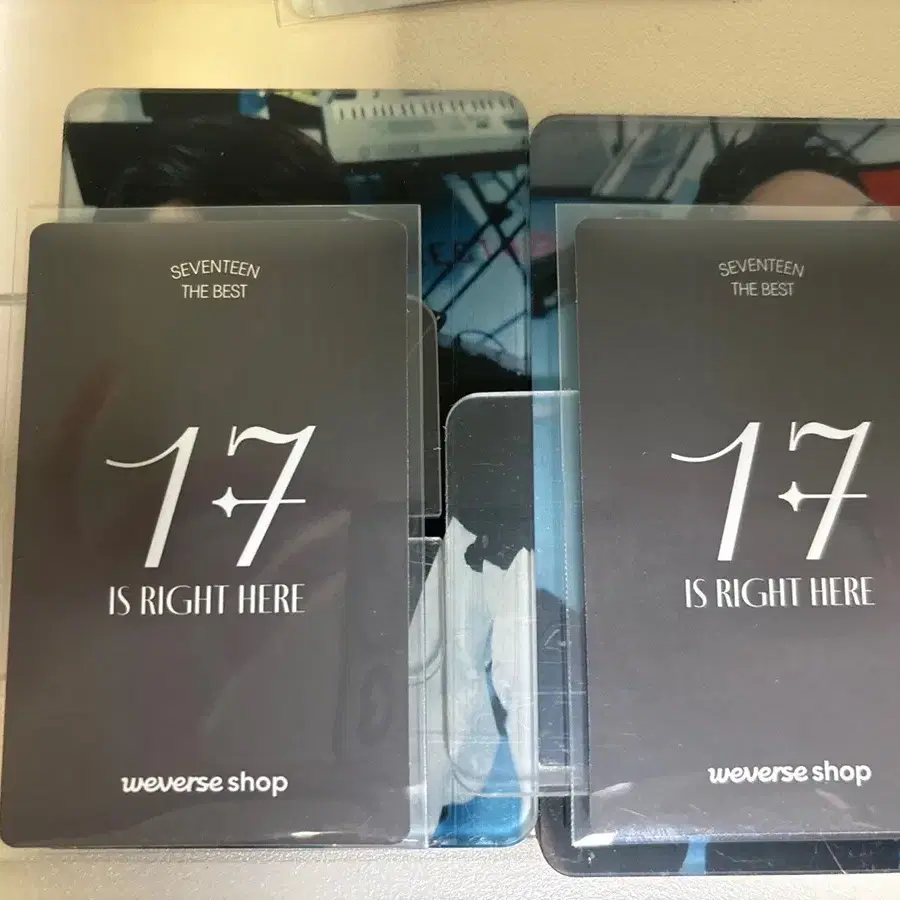 SEVENTEEN
THE BEST
17
IS RIGHT HERE
weverse shop
SEVENTEEN
THE BEST
17
IS RIGHT HERE
weverse shop